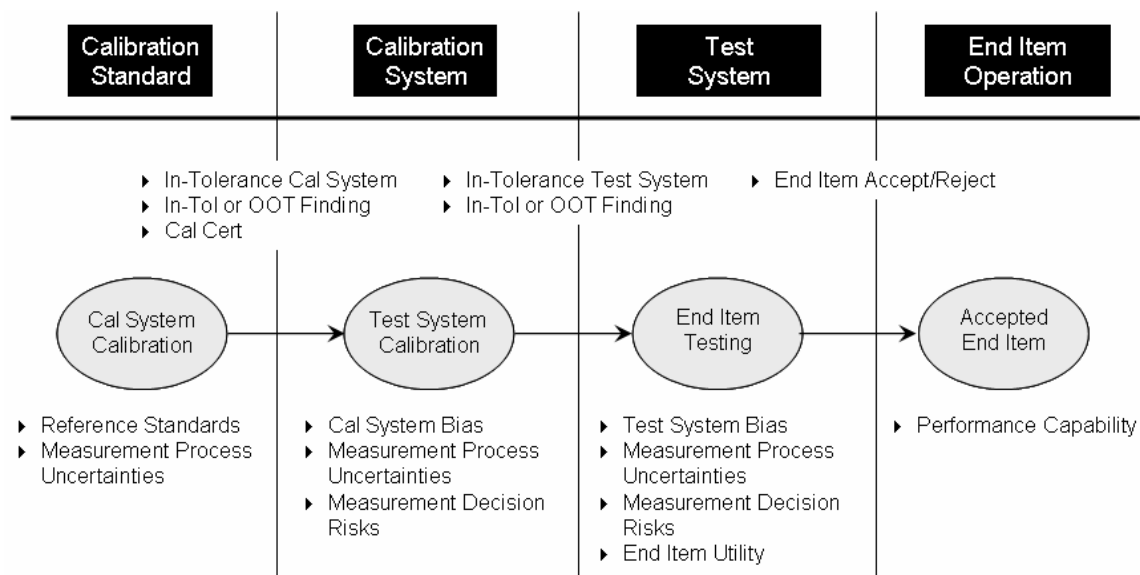 Calibration
Standard
Calibration
System
Test
System
End Item
Operation
In-Tolerance Cal System
In-Tol or OOT Finding
Cal Cert
In-Tolerance Test System
In-Tol or OOT Finding
End Item Accept/Reject
Cal System
Calibration
Test System
Calibration
End Item
Testing
Accepted
End Item
Reference Standards
Measurement Process
Uncertainties
Cal System Bias
Measurement Process
Uncertainties
Measurement Decision
Risks
Test System Bias
Measurement Process
Uncertainties
Measurement Decision
Risks
End Item Utility
Performance Capability